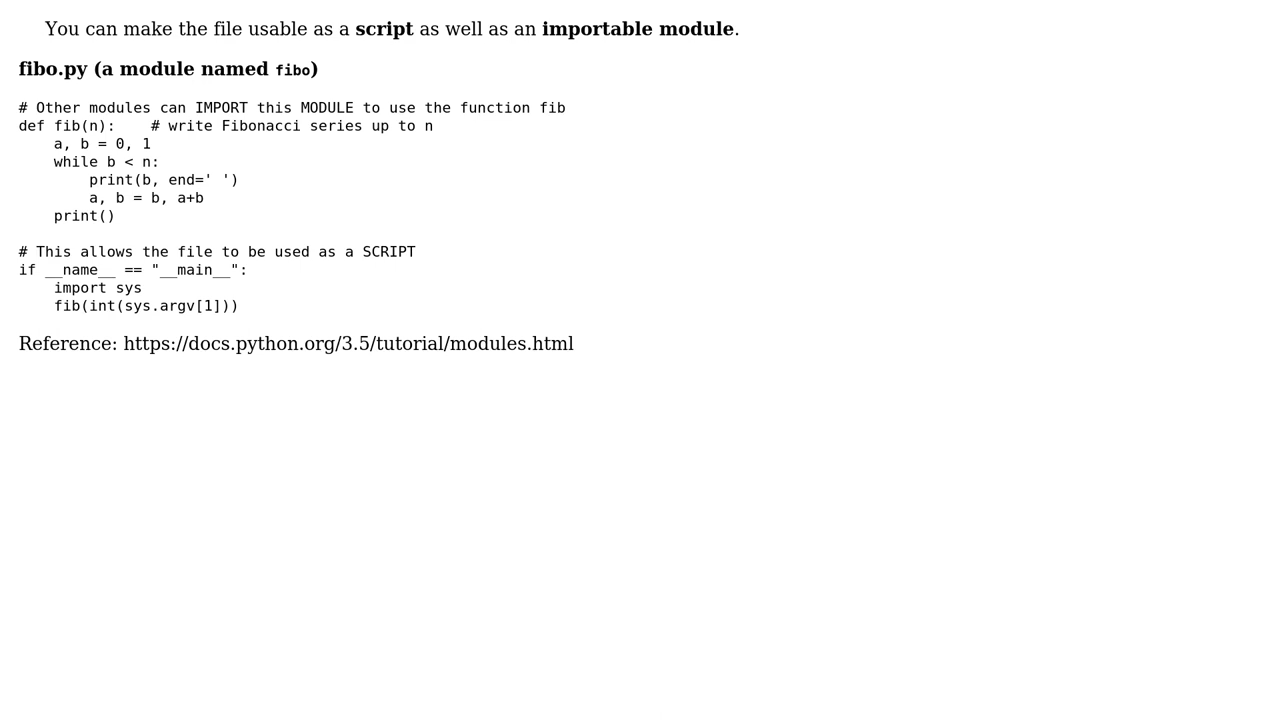 You can make the file usable as a script as well as an importable module.
fibo.py (a module named fibo)
# Other modules can IMPORT this MODULE to use the function fib
def fib(n):    # write Fibonacci series up to n
    a, b = 0, 1
    while b < n:
        print(b, end=' ')
        a, b = b, a+b
    print()

# This allows the file to be used as a SCRIPT
if __name__ == "__main__":
    import sys
    fib(int(sys.argv[1]))
Reference: https://docs.python.org/3.5/tutorial/modules.html